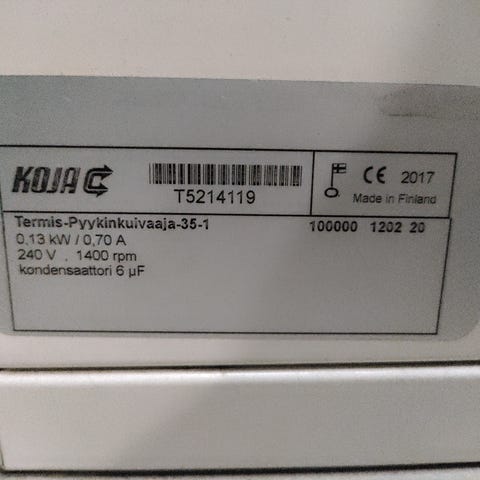 KOJA
T5214119
CE 2017
Made in Finland
Termis-Pyykinkuivaaja-35-1 100000 1202 20
0,13 kW / 0,70 A
240 V , 1400 rpm
kondensaattori 6 µF